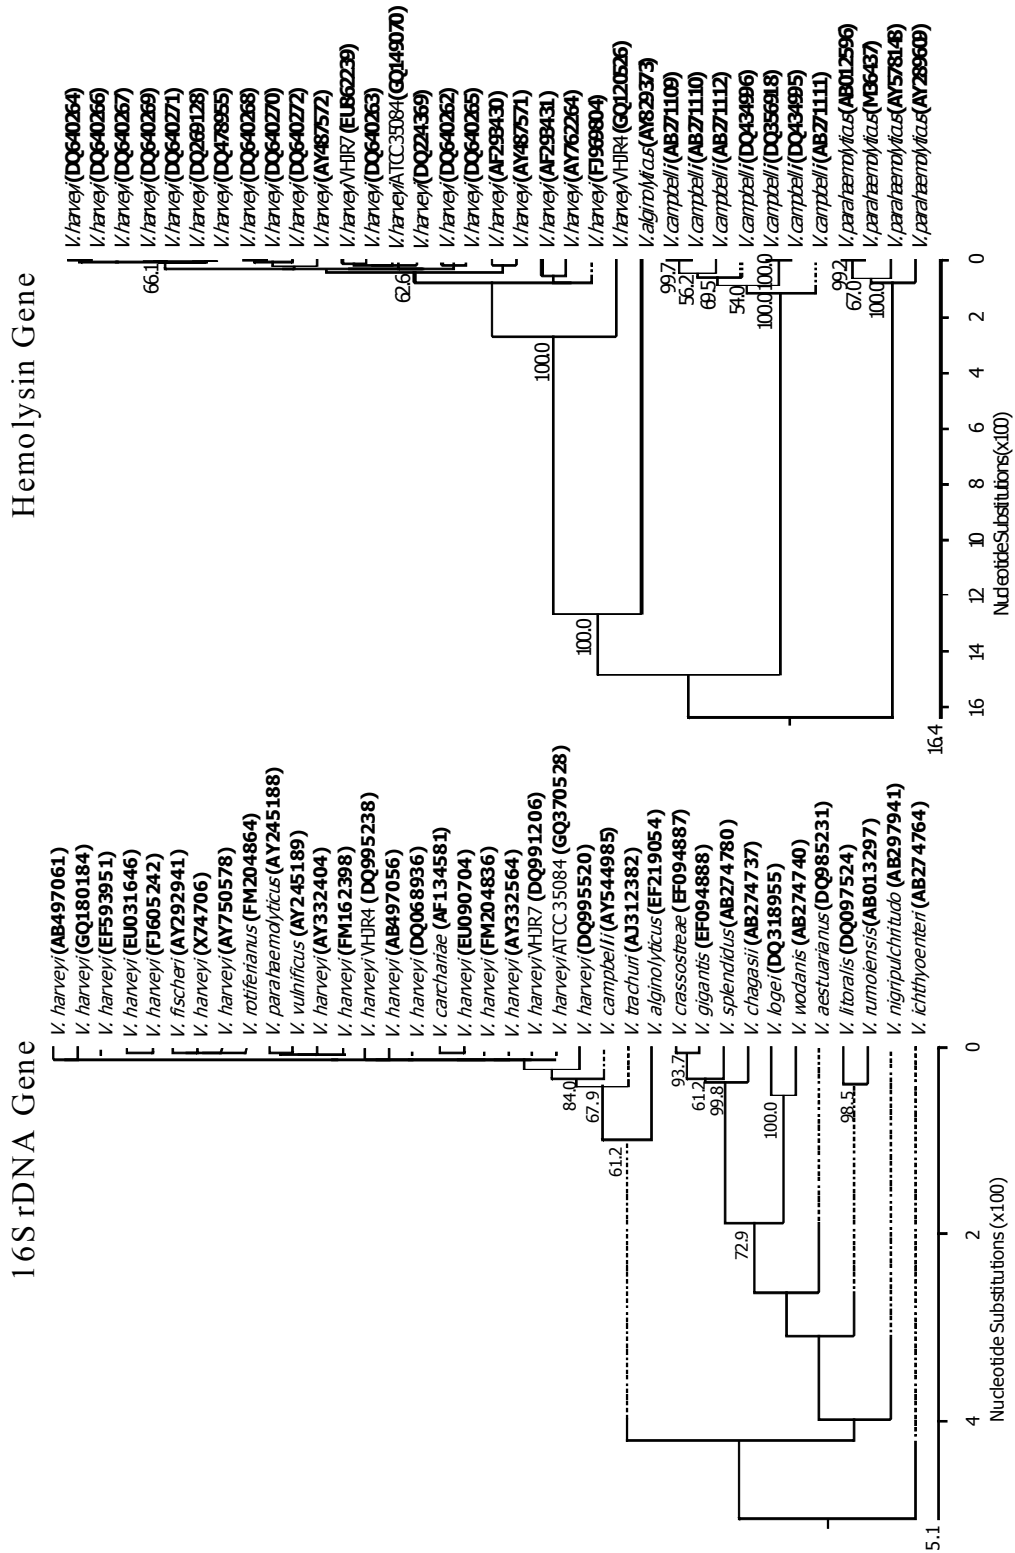 Hemolysin Gene
V. harveyi (DQ640264)
V. harveyi (DQ640266)
V. harveyi (DQ640267)
V. harveyi (DQ640269)
V. harveyi (DQ640271)
V. harveyi (DQ269128)
V. harveyi (DQ478955)
V. harveyi (DQ640268)
V. harveyi (DQ640270)
V. harveyi (DQ640272)
V. harveyi (AY487572)
V. harveyi VHJR7 (EU862239)
V. harveyi (DQ640263)
V. harveyi ATCC 35084 (GQ149070)
V. harveyi (DQ224369)
V. harveyi (DQ640262)
V. harveyi (DQ640265)
V. harveyi (AF293430)
V. harveyi (AY487571)
V. harveyi (AF293431)
V. harveyi (AY762264)
V. harveyi (FJ969804)
V. harveyi VHJR4 (GQ120526)
V. alginolyticus (AY829373)
V. campbelli (AB271109)
V. campbelli (AB271110)
V. campbelli (AB271112)
V. campbelli (DQ434996)
V. campbelli (DQ356918)
V. campbelli (DQ434995)
V. campbelli (AB271111)
V. parahaemplyticus (AB012596)
V. parahaemplyticus (M36437)
V. parahaemplyticus (AY578148)
V. parahaemplyticus (AY289609)
66.1
62.6
100.0
100.0
99.7
56.2
69.5
54.0
100.0
100.0
99.2
67.0
100.0
16.4
16
14
12
10
8
6
4
2
0
Nucleotide Substitutions (x100)
16S rDNA Gene
V. harveyi (AB497061)
V. harveyi (GQ180184)
V. harveyi (EF593951)
V. harveyi (EU031646)
V. harveyi (FJ605242)
V. fischeri (AY292941)
V. harveyi (X74706)
V. harveyi (AY750578)
V. rotiferianus (FM204864)
V. parahaemolyticus (AY245188)
V. vulnificus (AY245189)
V. harveyi (AY332404)
V. harveyi (FM162398)
V. harveyi VHJR4 (DQ995238)
V. harveyi (AB497056)
V. harveyi (DQ068936)
V. carchariae (AF134581)
V. harveyi (EU090704)
V. harveyi (FM204836)
V. harveyi (AY332564)
V. harveyi VHJR7 (DQ991206)
V. harveyi ATCC 35084 (GQ370528)
V. harveyi (DQ995520)
V. campbelli (AY544985)
V. trachuri (AJ312382)
V. alginolyticus (EF219054)
V. crassostreae (EF094887)
V. gigantis (EF094888)
V. splendidus (AB274780)
V. chagasii (AB274737)
V. logei (DQ318955)
V. wodanis (AB274740)
V. aestuarianus (DQ985231)
V. litoralis (DQ097524)
V. rumoiensis (AB013297)
V. nigripulchritudo (AB297941)
V. ichthyoenteri (AB274764)
84.0
67.9
61.2
93.7
61.2
99.8
100.0
72.9
98.5
5.1
4
2
0
Nucleotide Substitutions (x100)